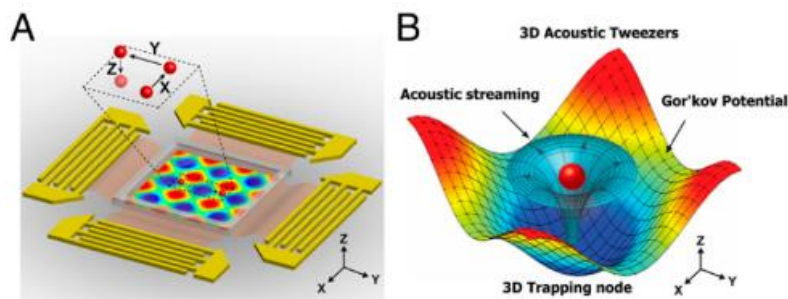 A
Y
Z
X
Z
X
Y
B
3D Acoustic Tweezers
Acoustic streaming
Gor'kov Potential
3D Trapping node
Z
X
Y